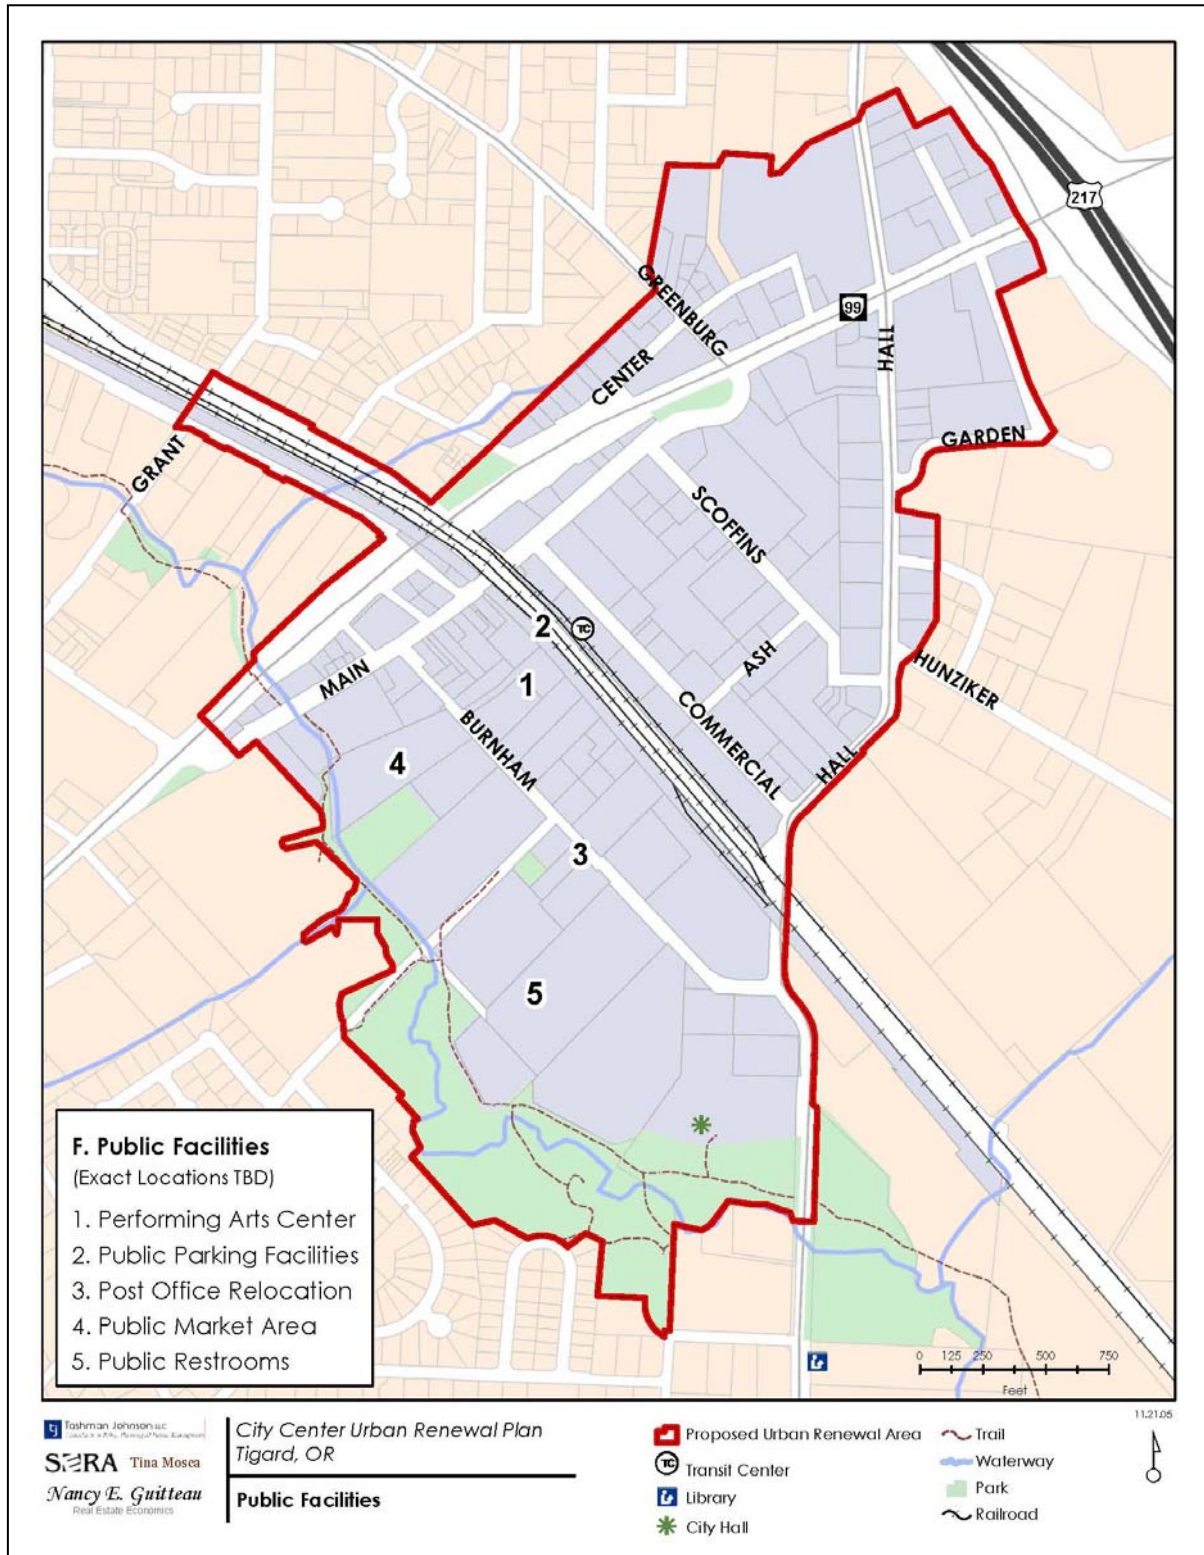 217
GREENBURG
99
HALL
CENTER
GARDEN
GRANT
SCOFFINS
2
TC
ASH
HUNZIKER
MAIN
1
COMMERCIAL
BURNHAM
HALL
4
3
5
F. Public Facilities
(Exact Locations TBD)
1. Performing Arts Center
2. Public Parking Facilities
3. Post Office Relocation
4. Public Market Area
5. Public Restrooms
0 125 250 500 750
Feet
11.21.05
tj Tashman Johnson LLC
SERA Tina Mosca
Nancy E. Guitteau
Real Estate Economics
City Center Urban Renewal Plan
Tigard, OR
Public Facilities
Proposed Urban Renewal Area
TC Transit Center
Library
City Hall
Trail
Waterway
Park
Railroad